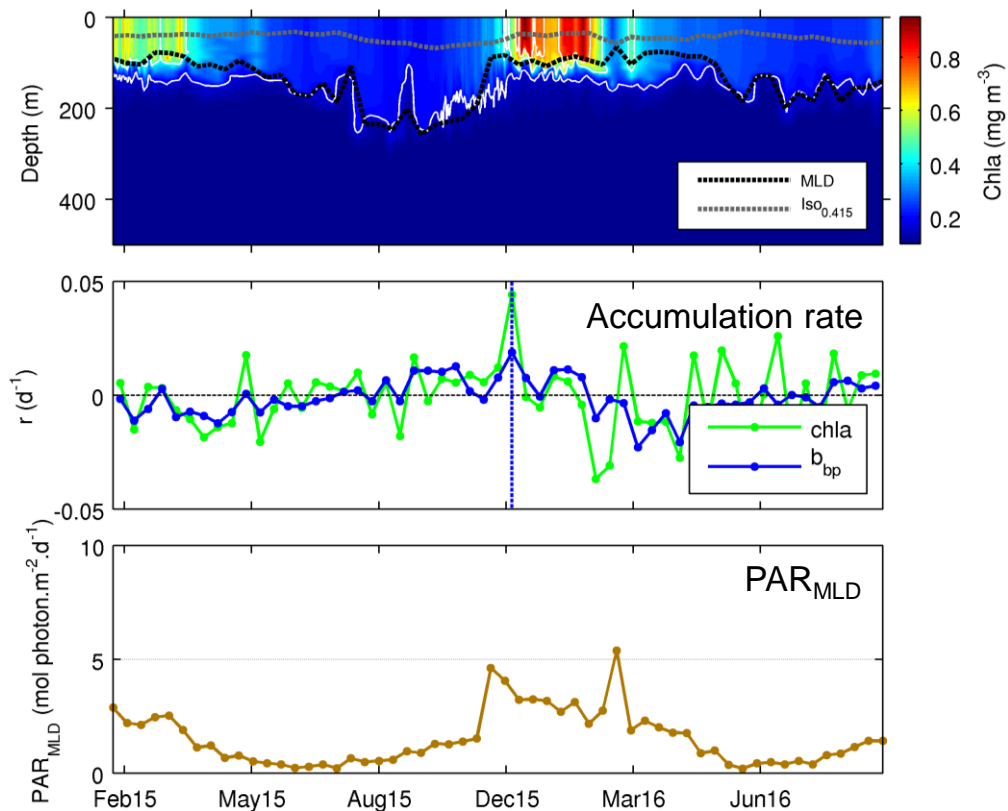 0
200
400
Depth (m)
MLD
Iso0.415
0.8
0.6
0.4
0.2
Chla (mg m-3)
0.05
0
-0.05
r (d-1)
Accumulation rate
chla
bbp
10
5
0
PARMLD (mol photon.m-2.d-1)
PARMLD
Feb15 May15 Aug15 Dec15 Mar16 Jun16